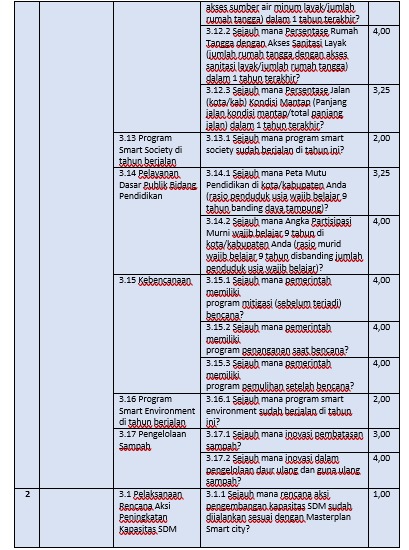 akses sumber air minum layak/jumlah
rumah tangga) dalam 1 tahun terakhir?
3.12.2 Sejauh mana Persentase Rumah
Tangga dengan Akses Sanitasi Layak
(jumlah rumah tangga dengan akses
sanitasi layak/jumlah rumah tangga)
dalam 1 tahun terakhir?
4,00
3.12.3 Sejauh mana Persentase Jalan
(kota/kab) Kondisi Mantap (Panjang
jalan kondisi mantap/total panjang
jalan) dalam 1 tahun terakhir?
3,25
3.13 Program
Smart Society di
tahun berjalan
3.13.1 Sejauh mana program smart
society sudah berjalan di tahun ini?
2,00
3.14 Pelayanan
Dasar Publik Bidang
Pendidikan
3.14.1 Sejauh mana Peta Mutu
Pendidikan di kota/kabupaten Anda
(rasio penduduk usia wajib belajar 9
tahun banding daya tampung)?
3,25
3.14.2 Sejauh mana Angka Partisipasi
Murni wajib belajar 9 tahun di
kota/kabupaten Anda (rasio murid
wajib belajar 9 tahun disbanding jumlah
penduduk usia wajib belajar)?
4,00
3.15 Kebencanaan
3.15.1 Sejauh mana pemerintah
memiliki
program mitigasi (sebelum terjadi)
bencana?
4,00
3.15.2 Sejauh mana pemerintah
memiliki
program penanganan saat bencana?
4,00
3.15.3 Sejauh mana pemerintah
memiliki
program pemulihan setelah bencana?
4,00
3.16 Program
Smart Environment
di tahun berjalan
3.16.1 Sejauh mana program smart
environment sudah berjalan di tahun
ini?
2,00
3.17 Pengelolaan
Sampah
3.17.1 Sejauh mana inovasi pembatasan
sampah?
3,00
3.17.2 Sejauh mana inovasi dalam
pengelolaan daur ulang dan guna ulang
sampah?
4,00
2
3.1 Pelaksanaan
Rencana Aksi
Peningkatan
Kapasitas SDM
3.1.1 Sejauh mana rencana aksi
pengembangan kapasitas SDM sudah
dijalankan sesuai dengan Masterplan
Smart city?
1,00